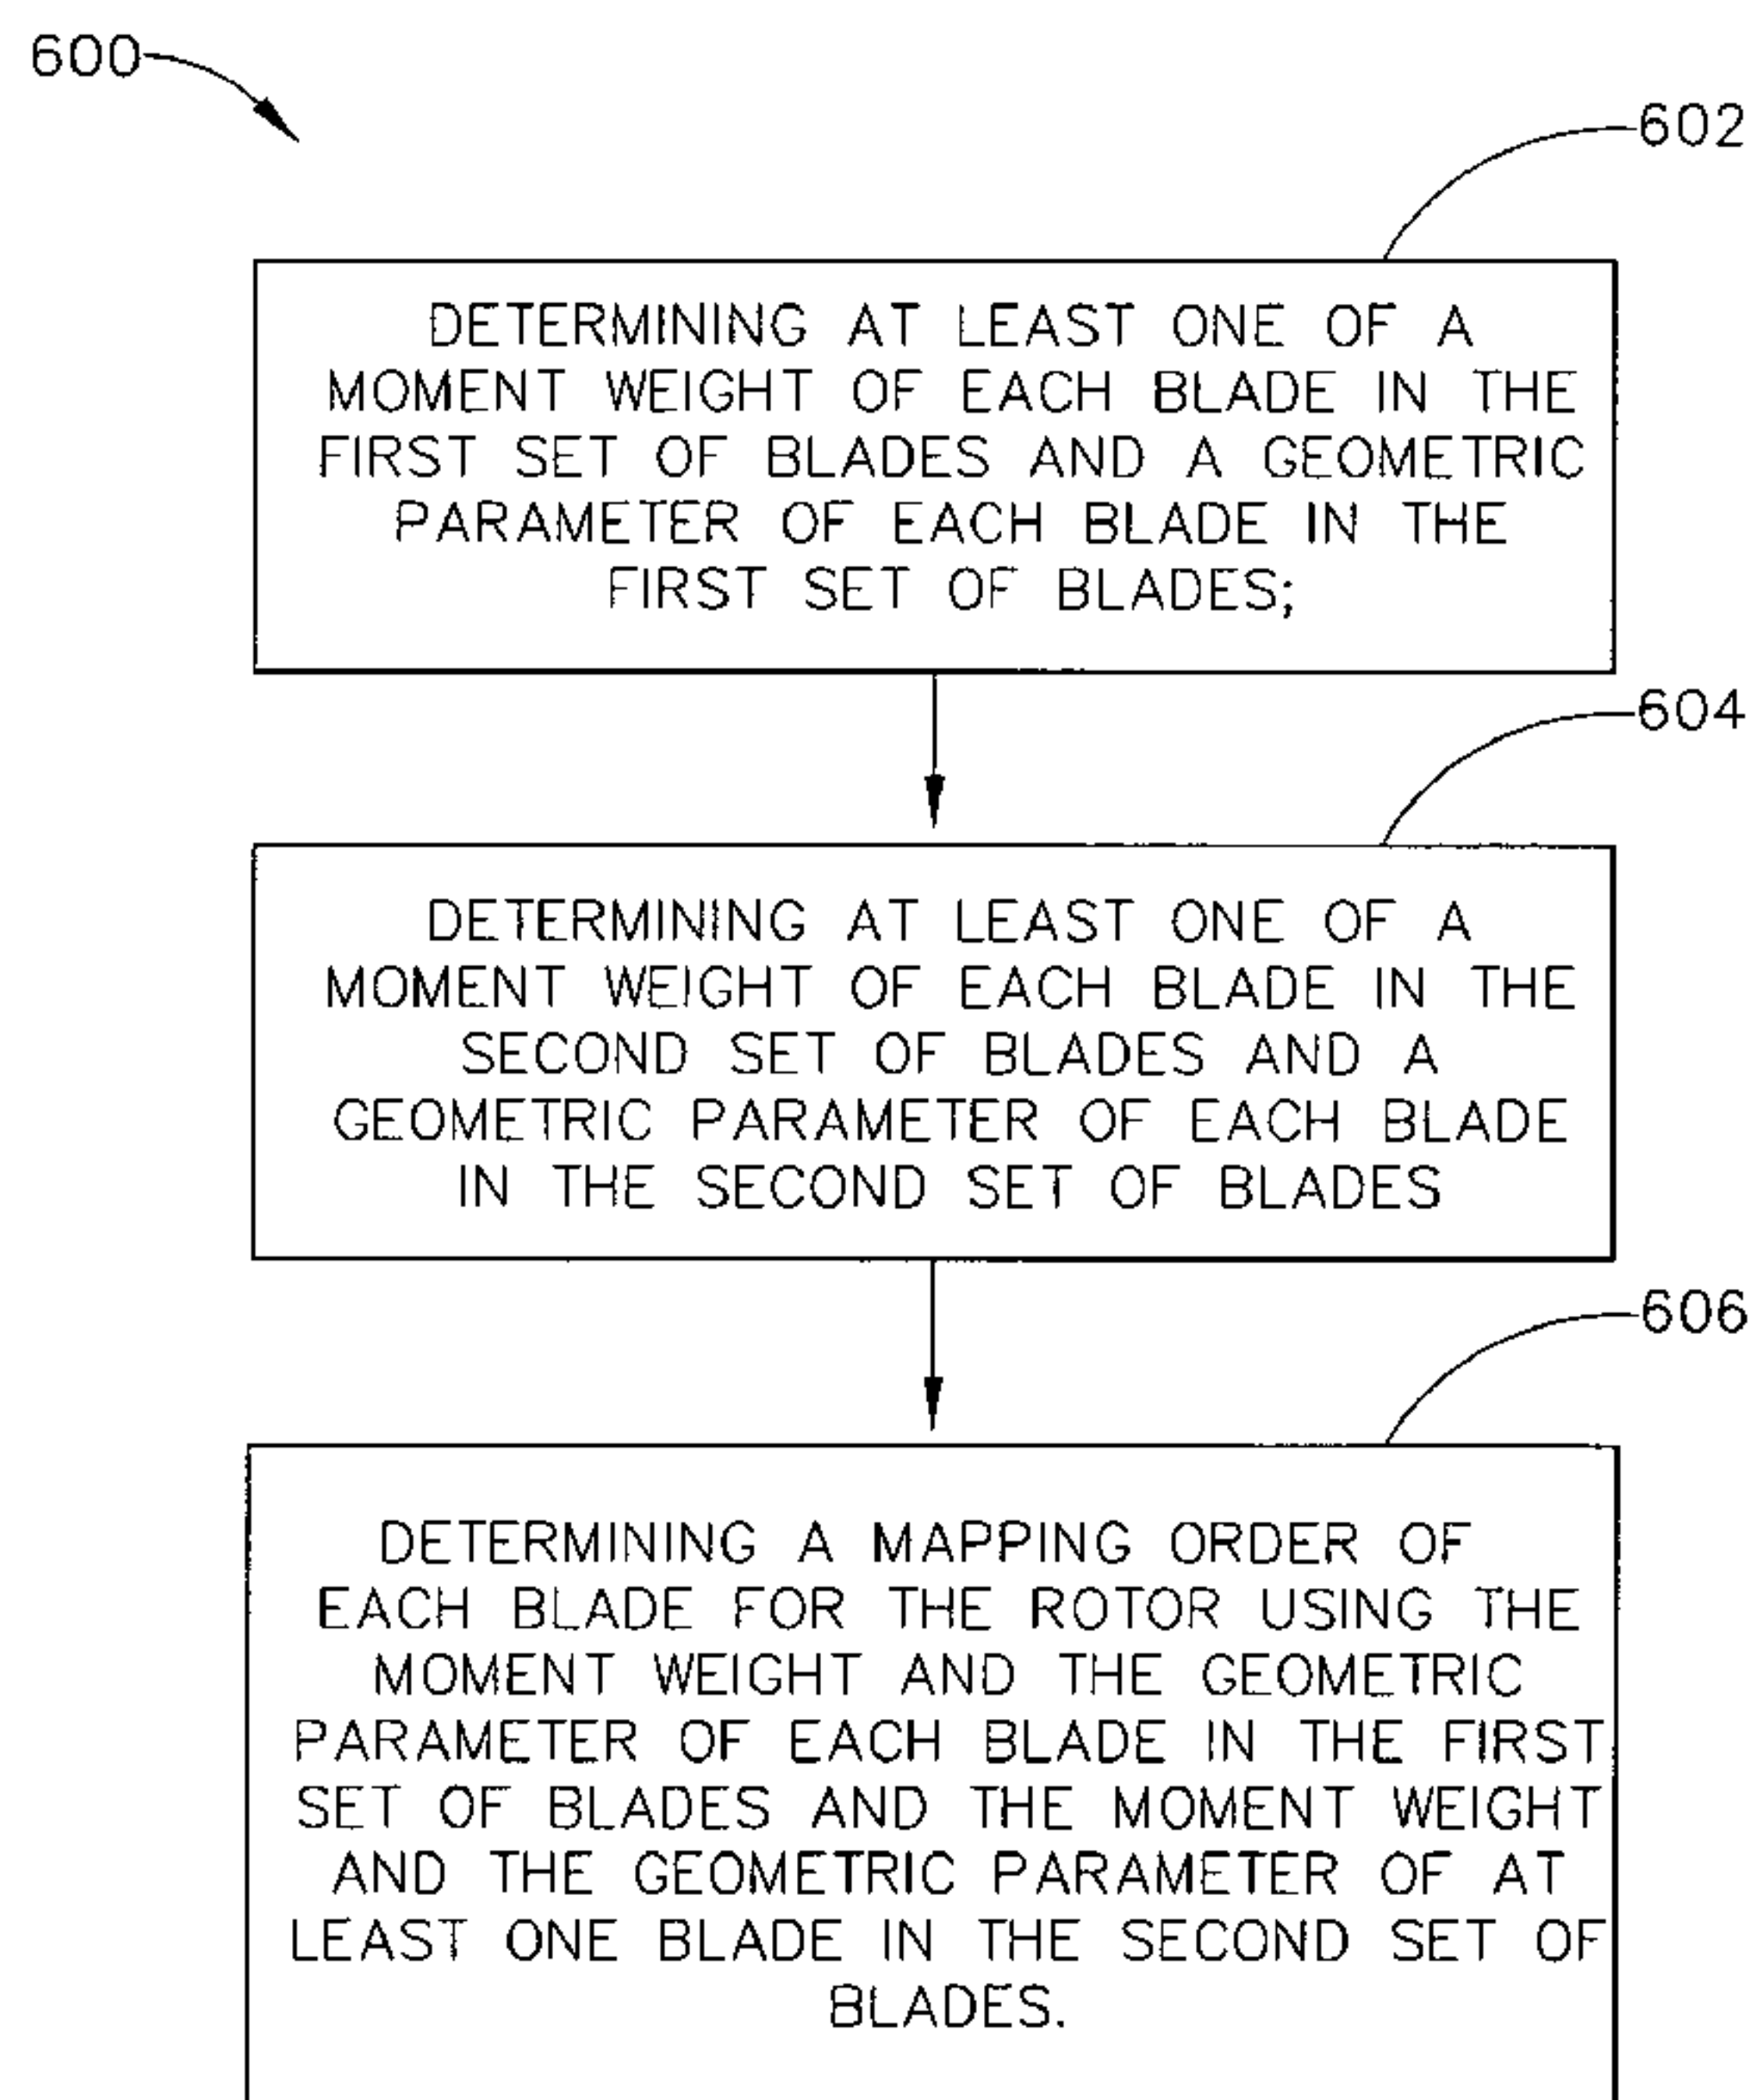 600
602
DETERMINING AT LEAST ONE OF A
MOMENT WEIGHT OF EACH BLADE IN THE
FIRST SET OF BLADES AND A GEOMETRIC
PARAMETER OF EACH BLADE IN THE
FIRST SET OF BLADES;
604
DETERMINING AT LEAST ONE OF A
MOMENT WEIGHT OF EACH BLADE IN THE
SECOND SET OF BLADES AND A
GEOMETRIC PARAMETER OF EACH BLADE
IN THE SECOND SET OF BLADES
606
DETERMINING A MAPPING ORDER OF
EACH BLADE FOR THE ROTOR USING THE
MOMENT WEIGHT AND THE GEOMETRIC
PARAMETER OF EACH BLADE IN THE FIRST
SET OF BLADES AND THE MOMENT WEIGHT
AND THE GEOMETRIC PARAMETER OF AT
LEAST ONE BLADE IN THE SECOND SET OF
BLADES.